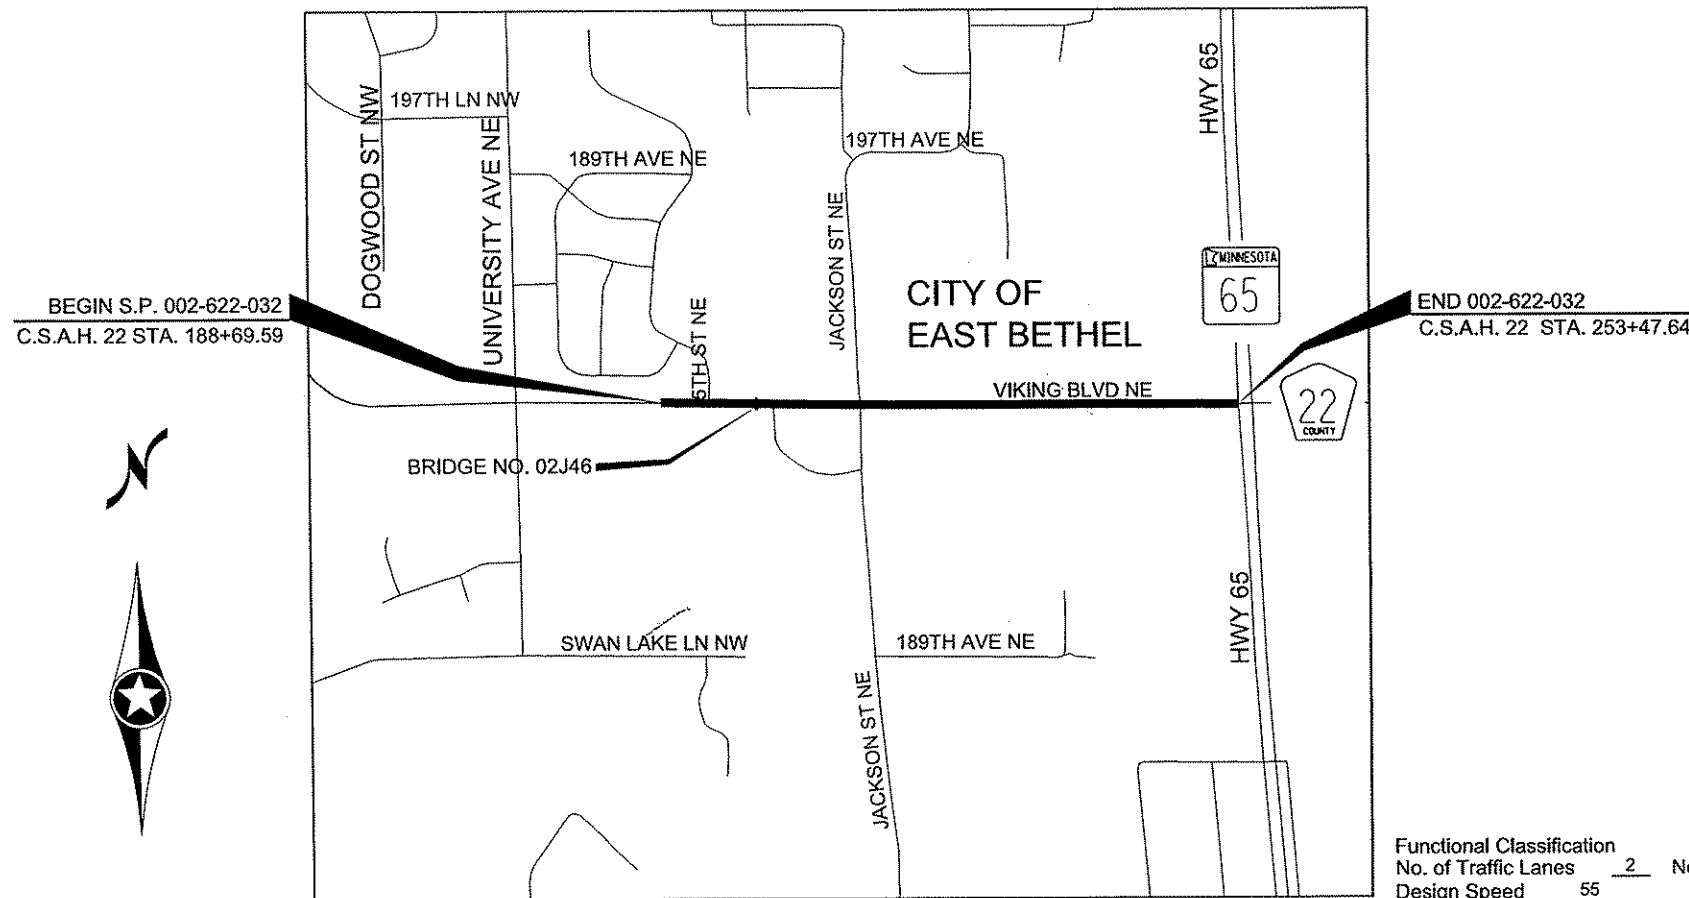 HWY 65
197TH LN NW
DOGWOOD ST NW
UNIVERSITY AVE NE
189TH AVE NE
197TH AVE NE
JACKSON ST NE
MINNESOTA
65
CITY OF
EAST BETHEL
BEGIN S.P. 002-622-032
C.S.A.H. 22 STA. 188+69.59
END 002-622-032
C.S.A.H. 22 STA. 253+47.64
6TH ST NE
VIKING BLVD NE
22
COUNTY
N
BRIDGE NO. 02J46
HWY 65
SWAN LAKE LN NW
189TH AVE NE
JACKSON ST NE
Functional Classification
No. of Traffic Lanes 2
Design Speed 55